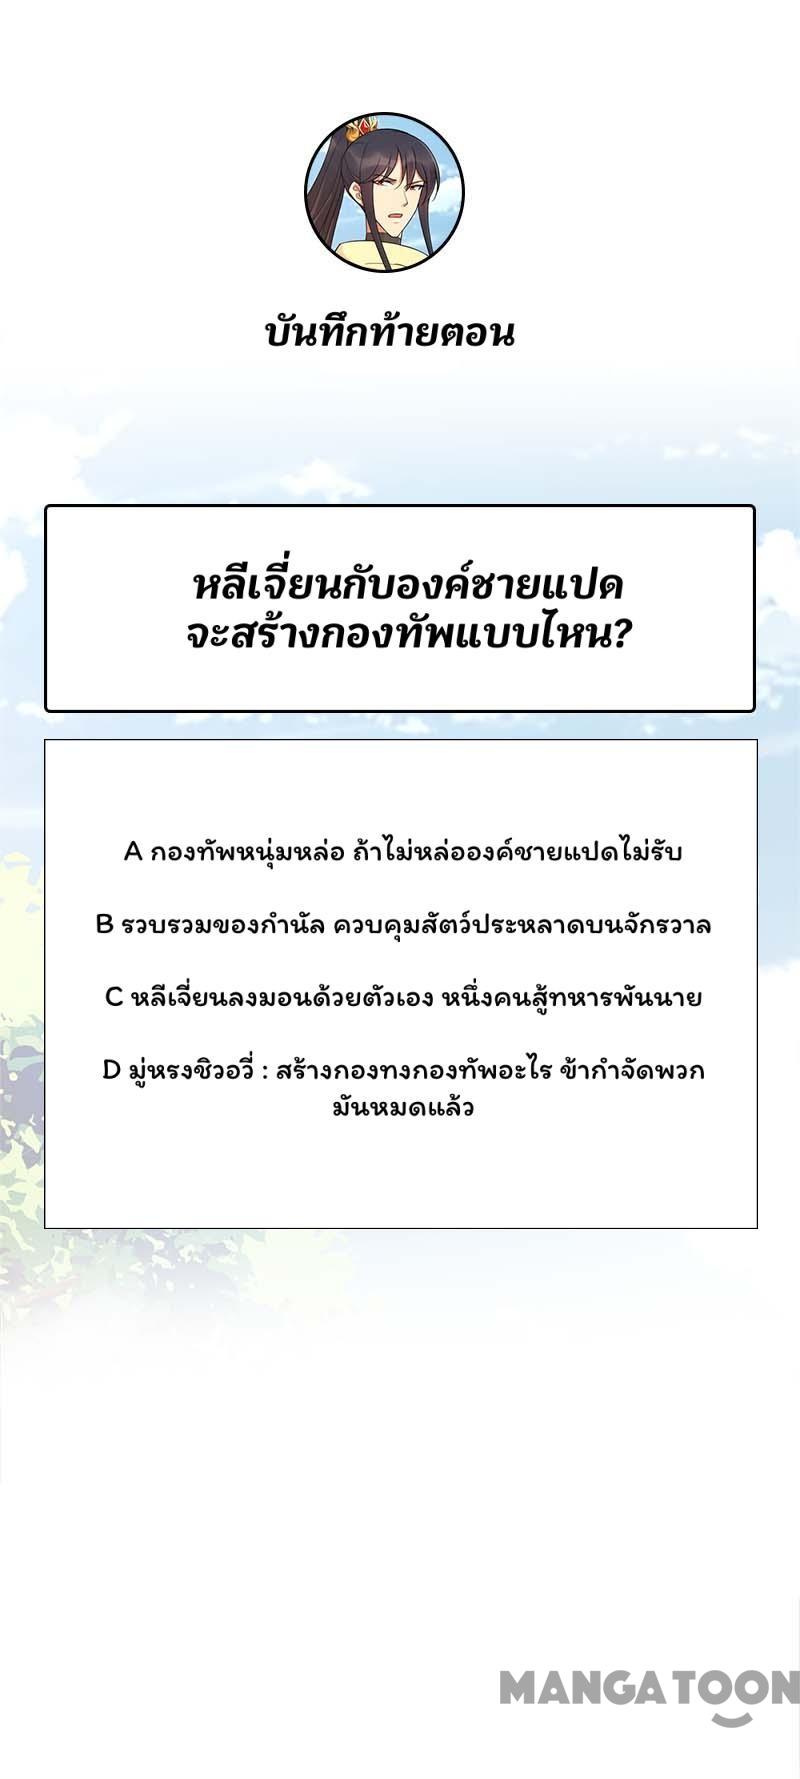 บันทึกท้ายตอน
หลีเจี่ยนกับองค์ชายแปด
จะสร้างกองทัพแบบไหน?
A กองทัพหนุ่มหล่อ ถ้าไม่หล่อองค์ชายแปดไม่รับ
B รวบรวมของกำนัล ควบคุมสัตว์ประหลาดบนจักรวาล
C หลีเจี่ยนลงมอนด้วยตัวเอง หนึ่งคนสู้ทหารพันนาย
D มู่หรงชิวอวี่ : สร้างกองทงกองทัพอะไร ข้ากำจัดพวก
มันหมดแล้ว
MANGATOON